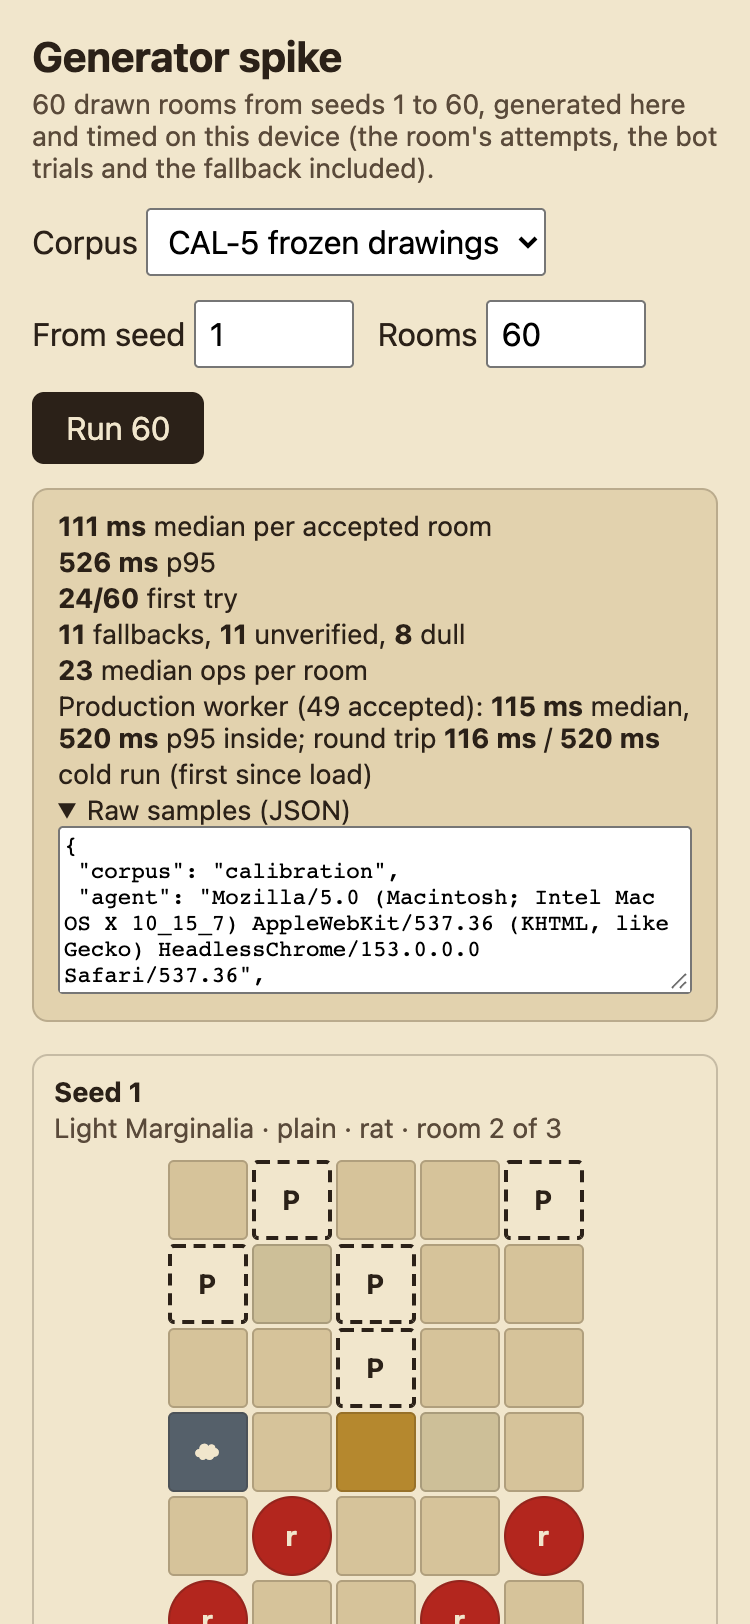 Generator spike
60 drawn rooms from seeds 1 to 60, generated here
and timed on this device (the room's attempts, the bot
trials and the fallback included).
Corpus CAL-5 frozen drawings
From seed 1 Rooms 60
Run 60
111 ms median per accepted room
526 ms p95
24/60 first try
11 fallbacks, 11 unverified, 8 dull
23 median ops per room
Production worker (49 accepted): 115 ms median,
520 ms p95 inside; round trip 116 ms / 520 ms
cold run (first since load)
▼ Raw samples (JSON)
{
"corpus": "calibration",
"agent": "Mozilla/5.0 (Macintosh; Intel Mac
OS X 10_15_7) AppleWebKit/537.36 (KHTML, like
Gecko) HeadlessChrome/153.0.0.0
Safari/537.36",
Seed 1
Light Marginalia · plain · rat · room 2 of 3
P P
P P
P
r r
r r